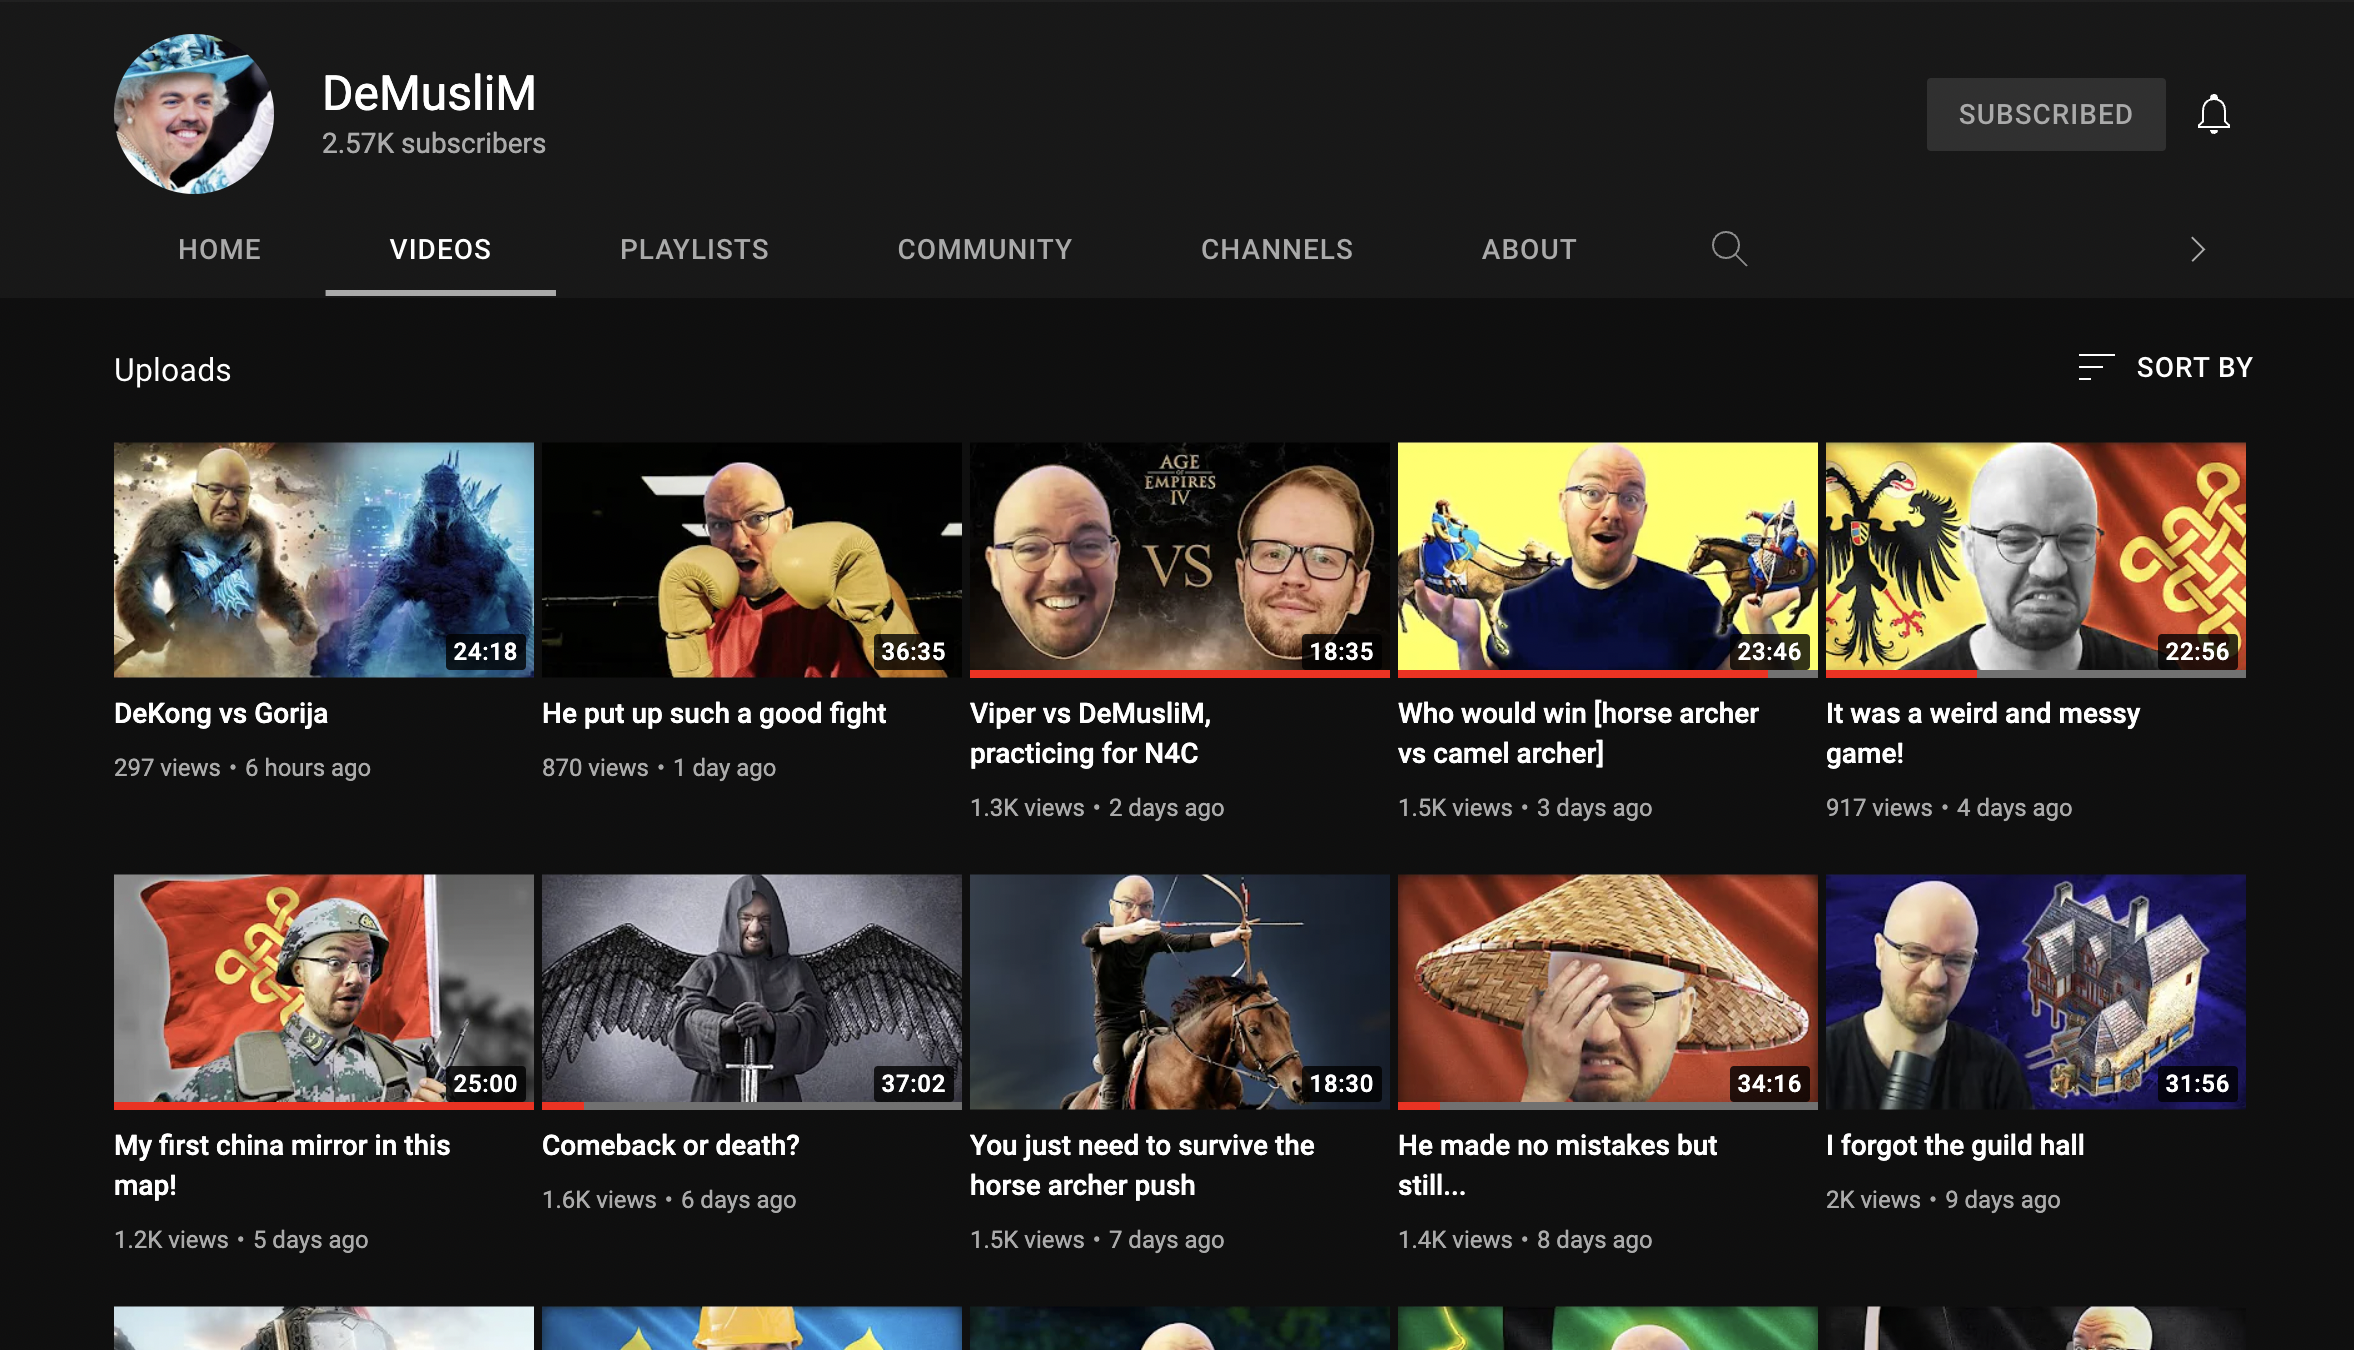 DeMusliM
2.57K subscribers
SUBSCRIBED
HOME
VIDEOS
PLAYLISTS
COMMUNITY
CHANNELS
ABOUT
Uploads
SORT BY
24:18
36:35
AGE
OF
EMPIRES
IV
VS
18:35
23:46
22:56
DeKong vs Gorija
297 views • 6 hours ago
He put up such a good fight
870 views • 1 day ago
Viper vs DeMusliM,
practicing for N4C
1.3K views • 2 days ago
Who would win [horse archer
vs camel archer]
1.5K views • 3 days ago
It was a weird and messy
game!
917 views • 4 days ago
25:00
37:02
18:30
34:16
31:56
My first china mirror in this
map!
1.2K views • 5 days ago
Comeback or death?
1.6K views • 6 days ago
You just need to survive the
horse archer push
1.5K views • 7 days ago
He made no mistakes but
still...
1.4K views • 8 days ago
I forgot the guild hall
2K views • 9 days ago